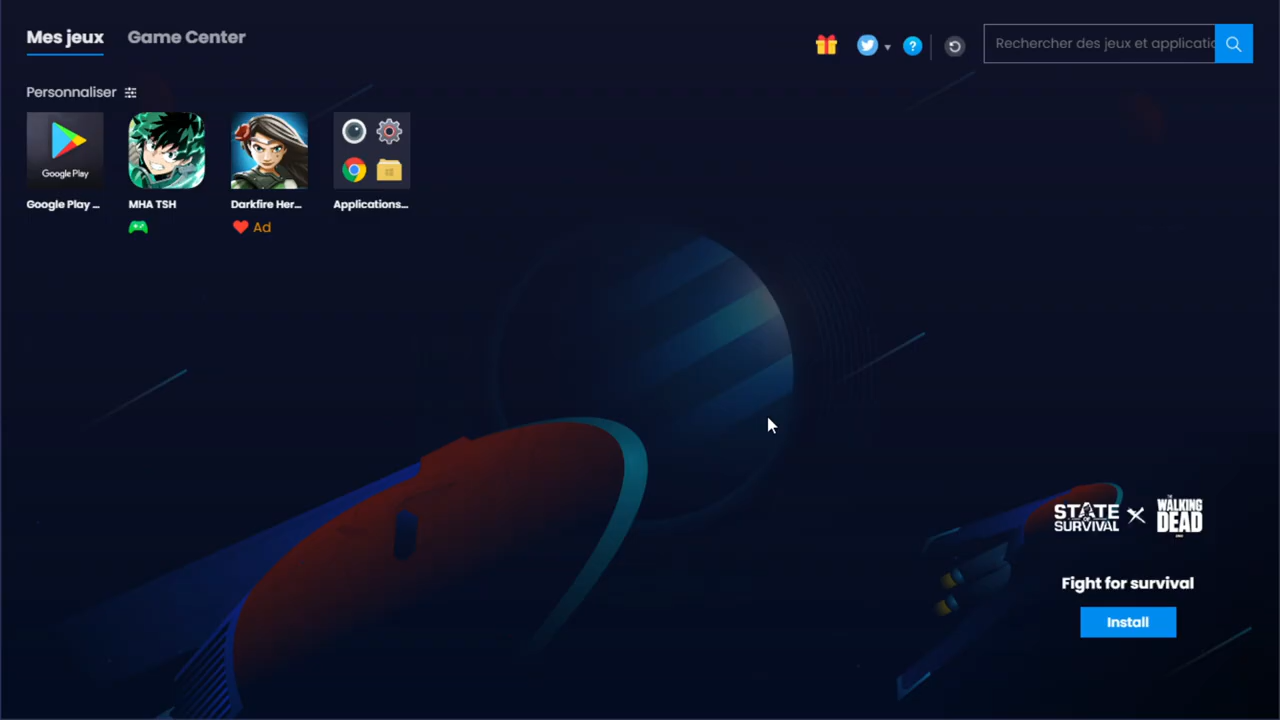 Mes jeux
Game Center
Rechercher des jeux et applicatio
Personnaliser
Google Play
Google Play ...
MHA TSH
Darkfire Her...
Applications...
Ad
STATE OF SURVIVAL
THE WALKING DEAD
Fight for survival
Install